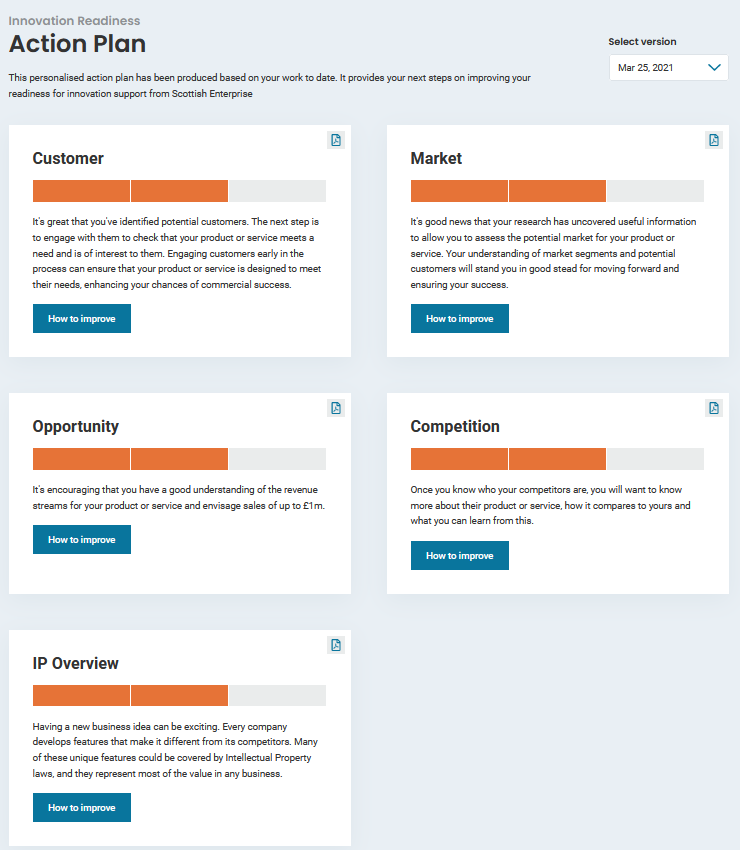 Innovation Readiness
Action Plan
Select version
Mar 25, 2021
This personalised action plan has been produced based on your work to date. It provides your next steps on improving your
readiness for innovation support from Scottish Enterprise
Customer
It's great that you've identified potential customers. The next step is
to engage with them to check that your product or service meets a
need and is of interest to them. Engaging customers early in the
process can ensure that your product or service is designed to meet
their needs, enhancing your chances of commercial success.
How to improve
Market
It's good news that your research has uncovered useful information
to allow you to assess the potential market for your product or
service. Your understanding of market segments and potential
customers will stand you in good stead for moving forward and
ensuring your success.
How to improve
Opportunity
It's encouraging that you have a good understanding of the revenue
streams for your product or service and envisage sales of up to £1m.
How to improve
Competition
Once you know who your competitors are, you will want to know
more about their product or service, how it compares to yours and
what you can learn from this.
How to improve
IP Overview
Having a new business idea can be exciting. Every company
develops features that make it different from its competitors. Many
of these unique features could be covered by Intellectual Property
laws, and they represent most of the value in any business.
How to improve